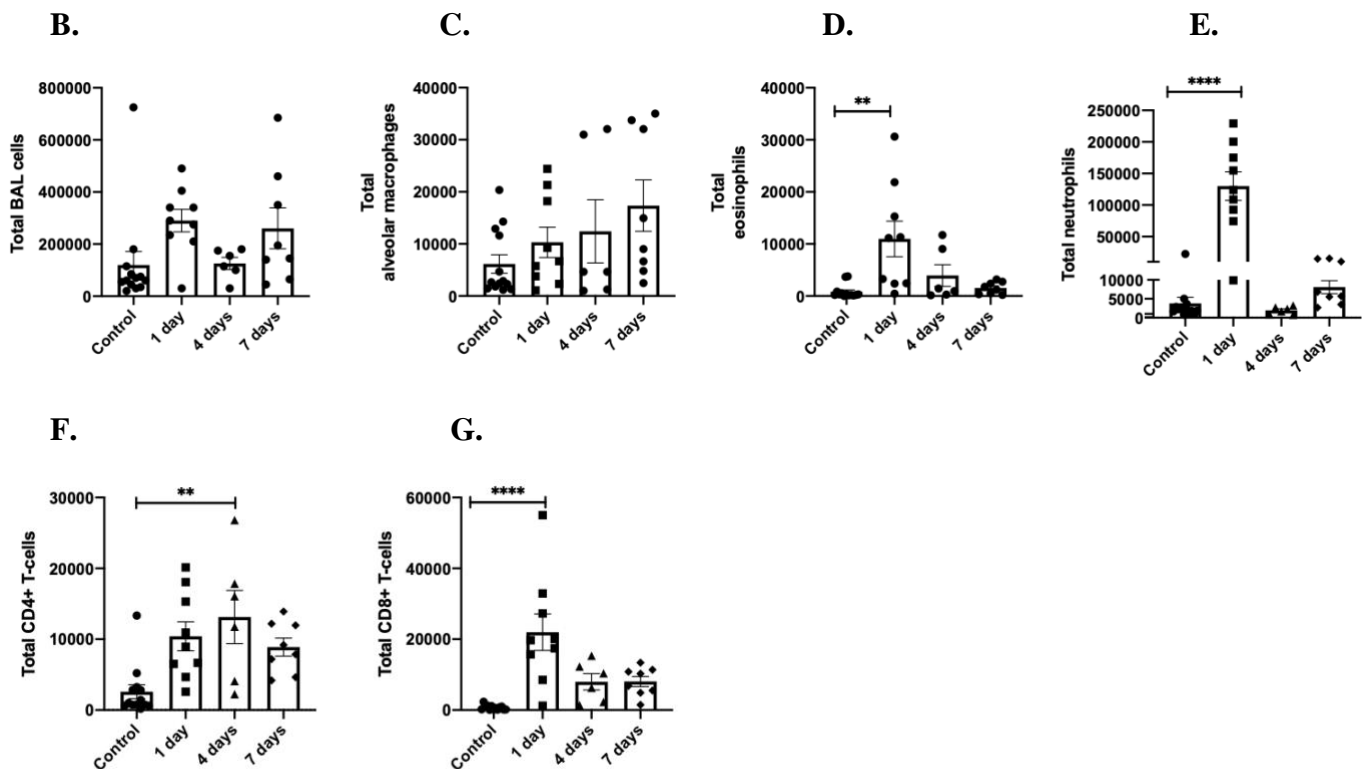 B.
C.
D.
E.
Total BAL cells
800000
600000
400000
200000
0
Control
1 day
4 days
7 days
Total
alveolar macrophages
40000
30000
20000
10000
0
Control
1 day
4 days
7 days
Total
eosinophils
40000
30000
20000
10000
0
**
Control
1 day
4 days
7 days
Total neutrophils
250000
200000
150000
100000
50000
10000
5000
0
****
Control
1 day
4 days
7 days
F.
G.
Total CD4+ T-cells
30000
20000
10000
0
**
Control
1 day
4 days
7 days
Total CD8+ T-cells
60000
40000
20000
0
****
Control
1 day
4 days
7 days